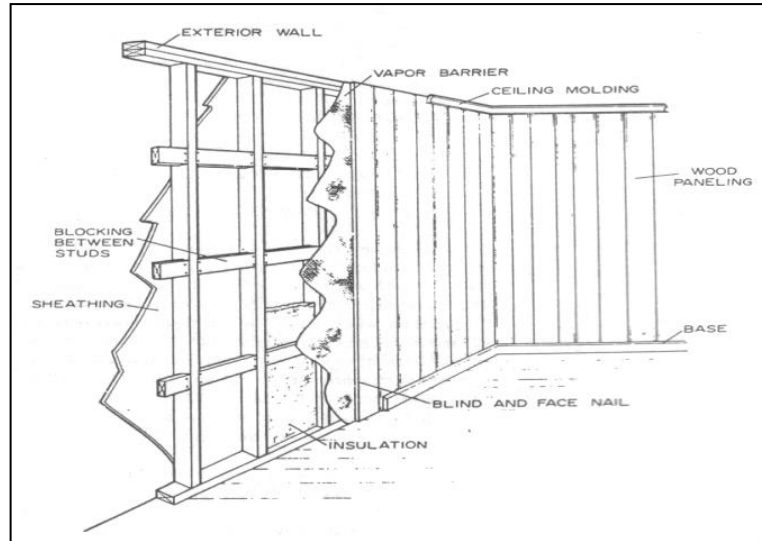 EXTERIOR WALL
VAPOR BARRIER
CEILING MOLDING
WOOD
PANELING
BLOCKING
BETWEEN
STUDS
SHEATHING
BASE
BLIND AND FACE NAIL
INSULATION